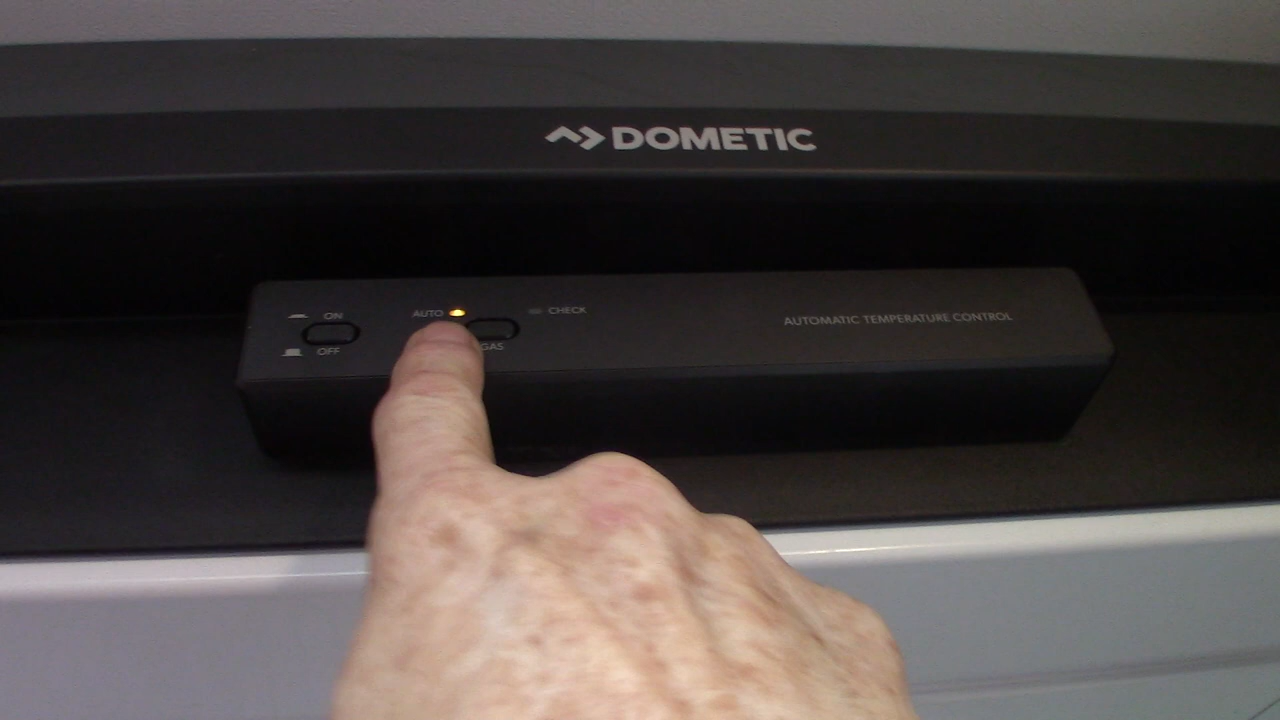 DOMETIC
ON
AUTO
CHECK
AUTOMATIC TEMPERATURE CONTROL
OFF
GAS